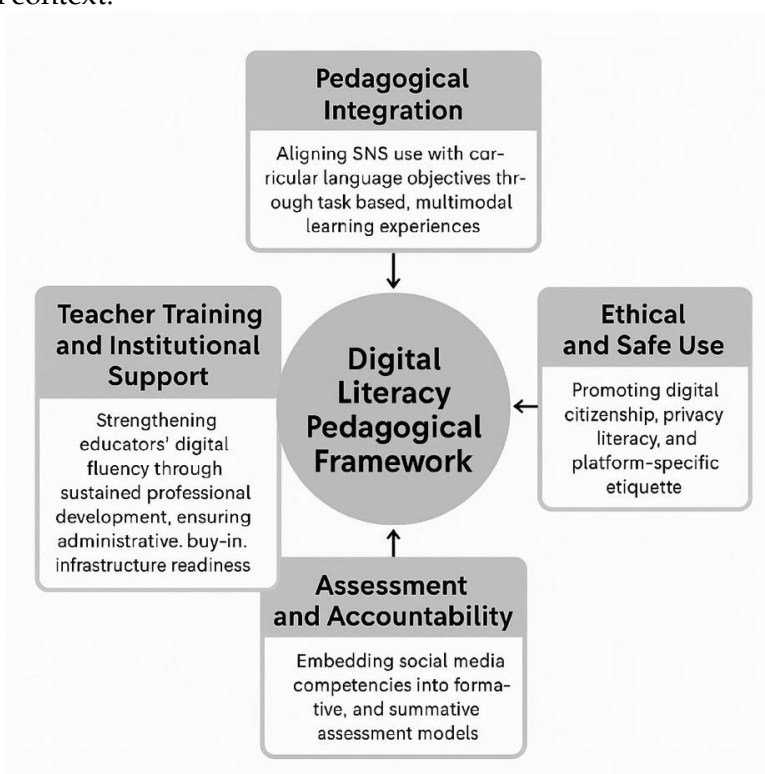 Pedagogical
Integration
Aligning SNS use with car-
ricular language objectives thr-
ough task based, multimodal
learning experiences
Teacher Training
and Institutional
Support
Strengthening
educators' digital
fluency through
sustained professional
development, ensuring
administrative. buy-in.
infrastructure readiness
Digital
Literacy
Pedagogical
Framework
Ethical
and Safe Use
Promoting digital
citizenship, privacy
literacy, and
platform-specific
etiquette
Assessment
and Accountability
Embedding social media
competencies into forma-
tive, and summative
assessment models